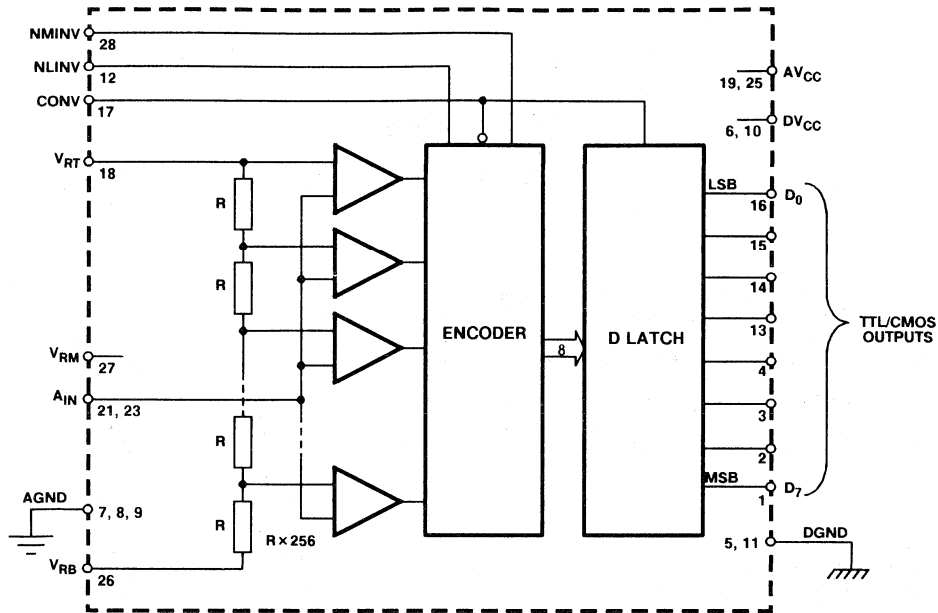 NMINV
28
NLINV
12
CONV
17
V_RT
18
R
R
V_RM
27
A_IN
21, 23
R
AGND
7, 8, 9
R
R × 256
V_RB
26
ENCODER
8
D LATCH
19, 25
AV_CC
6, 10
DV_CC
LSB
16
D_0
15
14
13
4
3
2
MSB
1
D_7
TTL/CMOS
OUTPUTS
5, 11
DGND